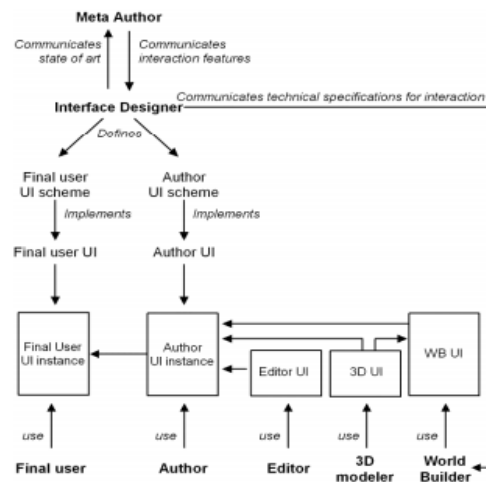 Meta Author
Communicates
state of art
Communicates
interaction features
Interface Designer
Communicates technical specifications for interaction
Defines
Final user
UI scheme
Author
UI scheme
Implements
Implements
Final user UI
Author UI
Final User
UI instance
Author
UI instance
Editor UI
3D UI
WB UI
use
use
use
use
use
Final user
Author
Editor
3D
modeler
World
Builder